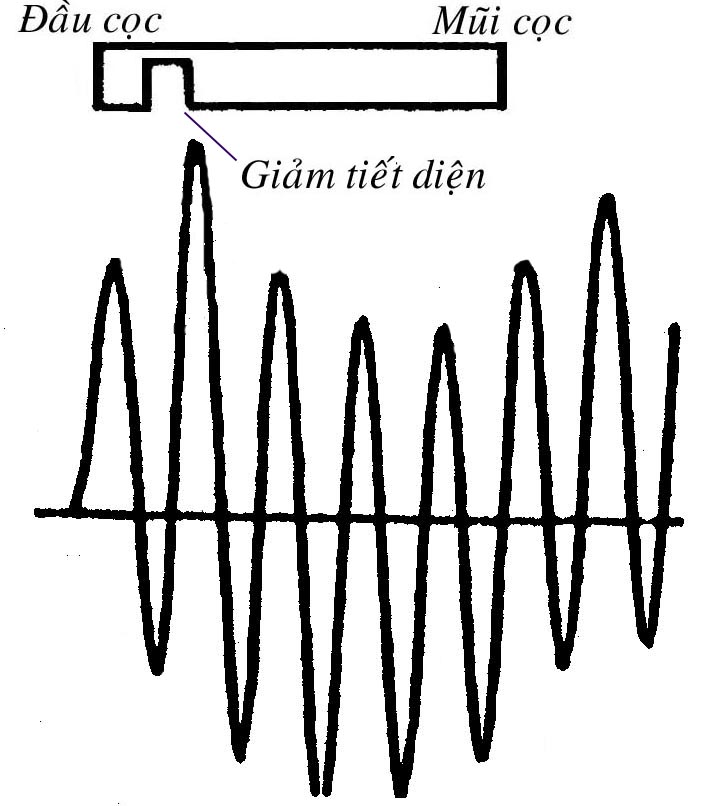 Đầu cọc
Mũi cọc
Giảm tiết diện